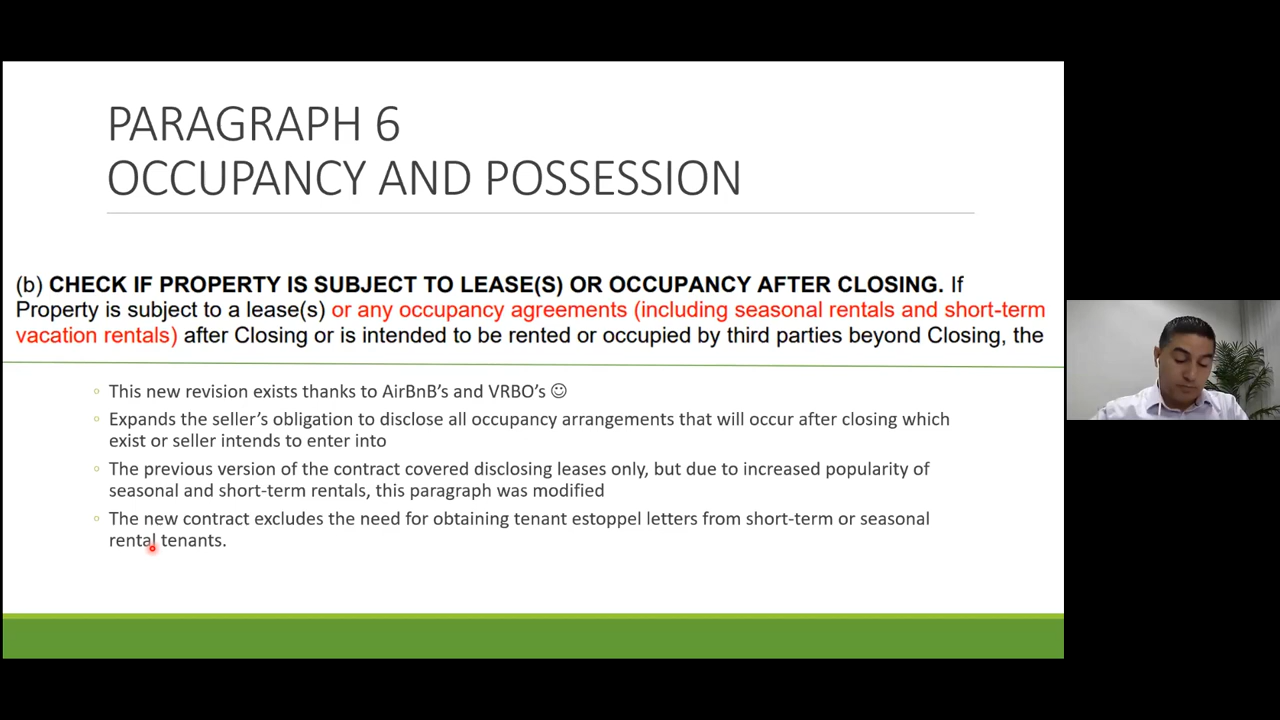 PARAGRAPH 6
OCCUPANCY AND POSSESSION
(b) CHECK IF PROPERTY IS SUBJECT TO LEASE(S) OR OCCUPANCY AFTER CLOSING. If
Property is subject to a lease(s) or any occupancy agreements (including seasonal rentals and short-term
vacation rentals) after Closing or is intended to be rented or occupied by third parties beyond Closing, the
◦ This new revision exists thanks to AirBnB’s and VRBO’s ☺
◦ Expands the seller’s obligation to disclose all occupancy arrangements that will occur after closing which
exist or seller intends to enter into
◦ The previous version of the contract covered disclosing leases only, but due to increased popularity of
seasonal and short-term rentals, this paragraph was modified
◦ The new contract excludes the need for obtaining tenant estoppel letters from short-term or seasonal
rental tenants.